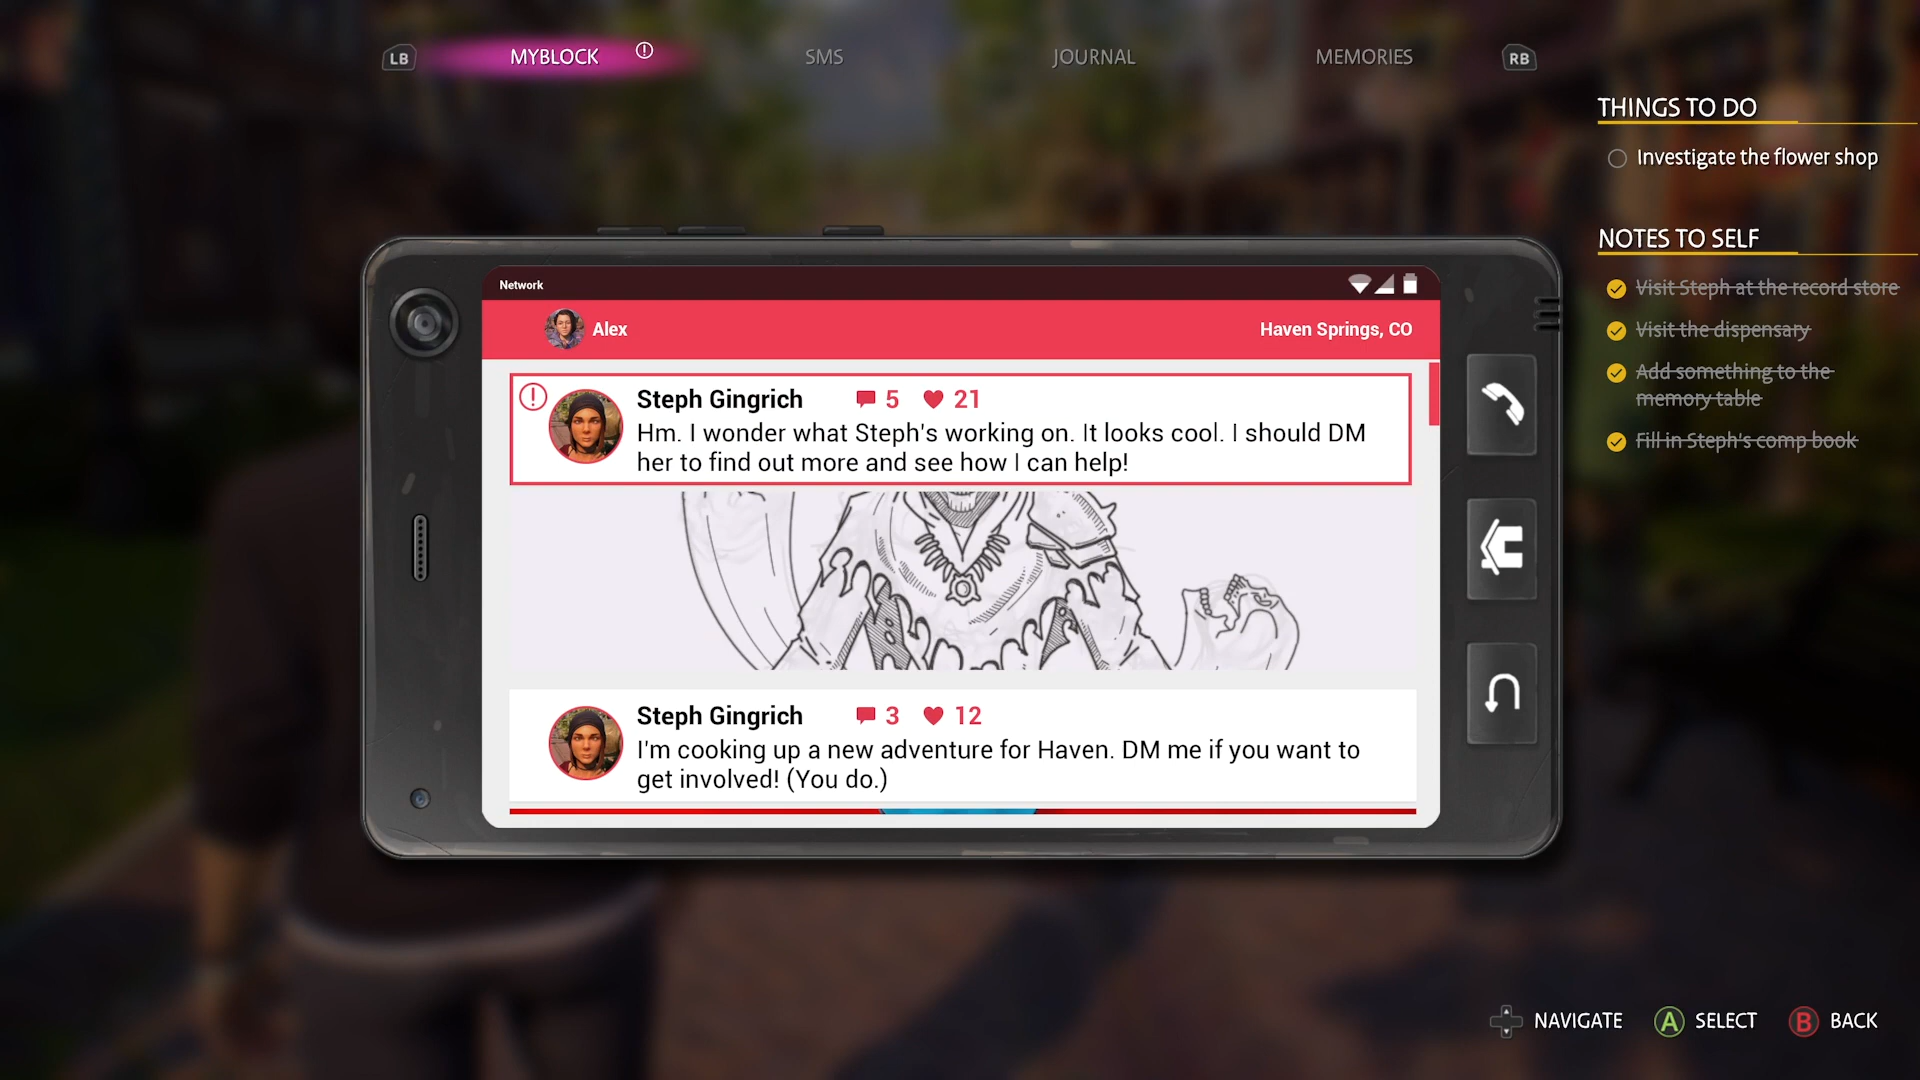 LB
MYBLOCK
SMS
JOURNAL
MEMORIES
RB
THINGS TO DO
Investigate the flower shop
NOTES TO SELF
Visit Steph at the record store
Visit the dispensary
Add something to the
memory table
Fill in Steph's comp book
Network
Alex
Haven Springs, CO
Steph Gingrich 5 21
Hm. I wonder what Steph's working on. It looks cool. I should DM
her to find out more and see how I can help!
Steph Gingrich 3 12
I'm cooking up a new adventure for Haven. DM me if you want to
get involved! (You do.)
NAVIGATE
A SELECT
B BACK